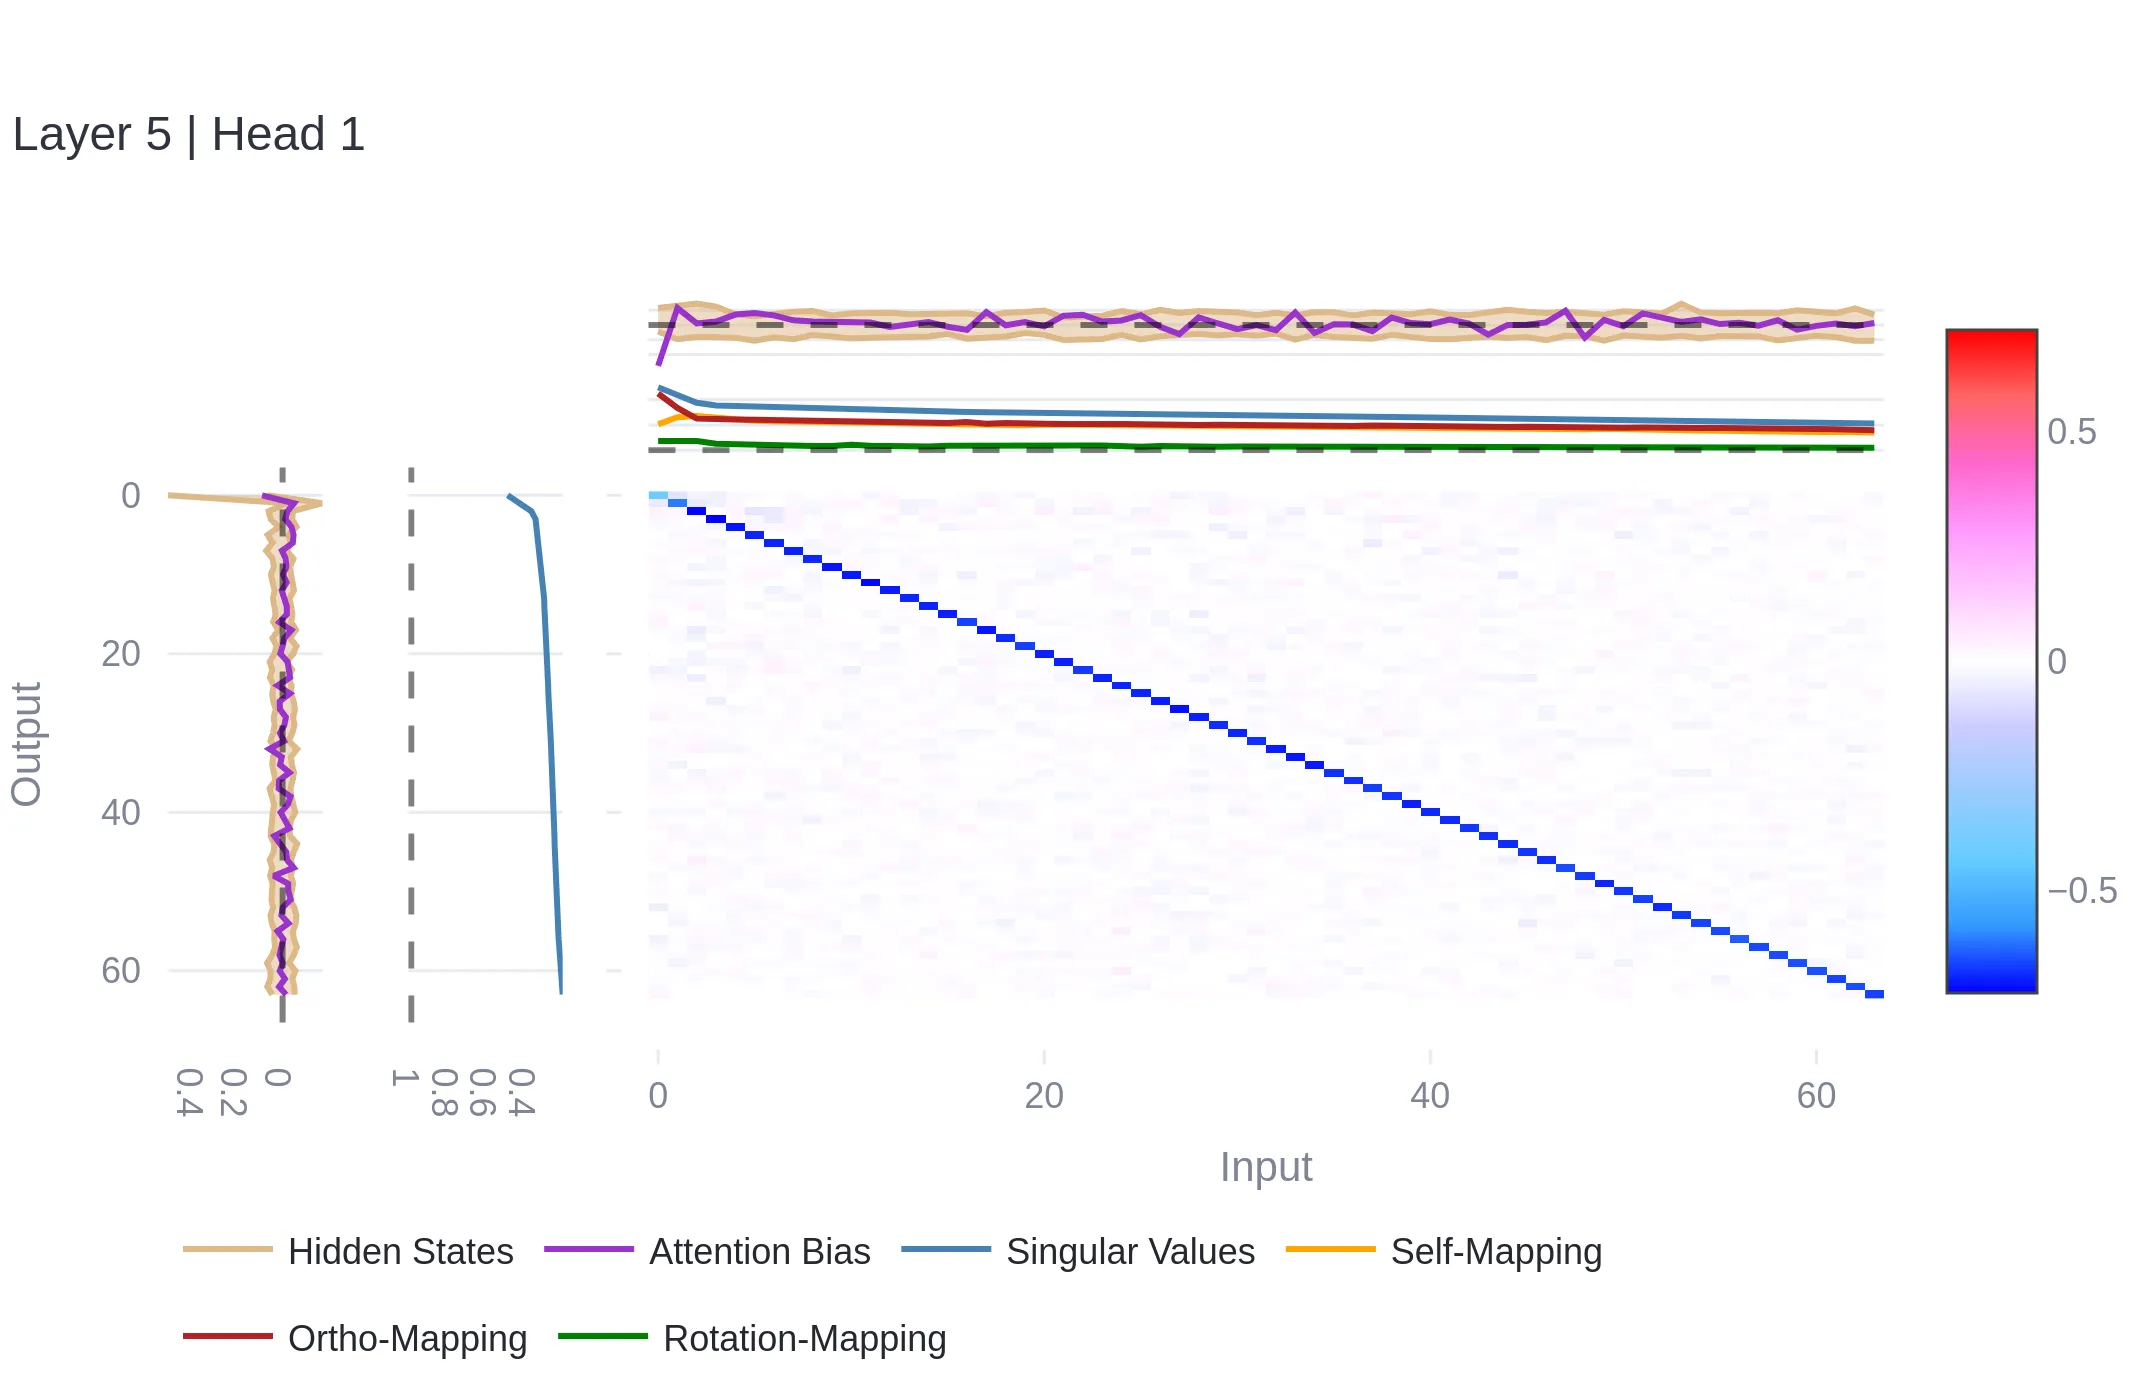 Layer 5 | Head 1
0.5
0
−0.5
0
20
40
60
Output
0.4
0.2
0
1
0.8
0.6
0.4
0
20
40
60
Input
Hidden States
Attention Bias
Singular Values
Self-Mapping
Ortho-Mapping
Rotation-Mapping